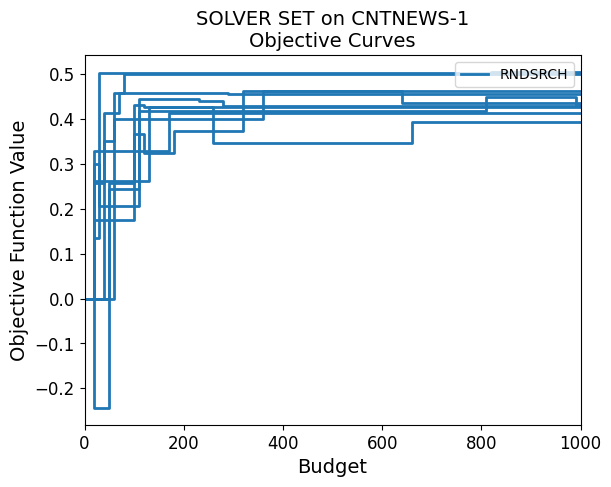 SOLVER SET on CNTNEWS-1
Objective Curves
RNDSRCH
Objective Function Value
0.5
0.4
0.3
0.2
0.1
0.0
−0.1
−0.2
0 200 400 600 800 1000
Budget